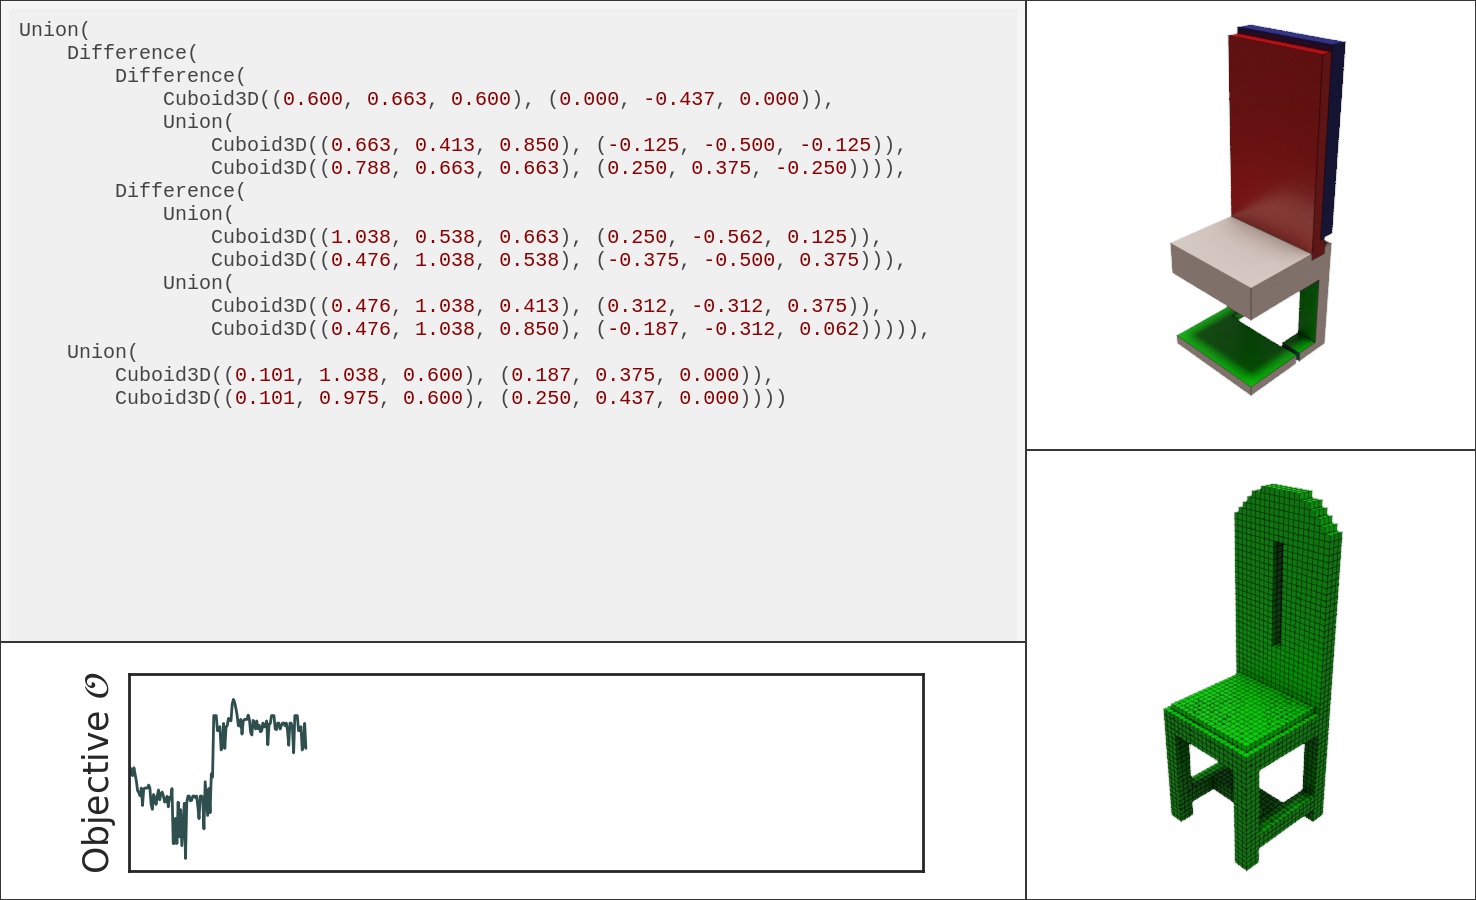 Union(
    Difference(
        Difference(
            Cuboid3D((0.600, 0.663, 0.600), (0.000, -0.437, 0.000)),
            Union(
                Cuboid3D((0.663, 0.413, 0.850), (-0.125, -0.500, -0.125)),
                Cuboid3D((0.788, 0.663, 0.663), (0.250, 0.375, -0.250)))),
        Difference(
            Union(
                Cuboid3D((1.038, 0.538, 0.663), (0.250, -0.562, 0.125)),
                Cuboid3D((0.476, 1.038, 0.538), (-0.375, -0.500, 0.375))),
            Union(
                Cuboid3D((0.476, 1.038, 0.413), (0.312, -0.312, 0.375)),
                Cuboid3D((0.476, 1.038, 0.850), (-0.187, -0.312, 0.062))))),
    Union(
        Cuboid3D((0.101, 1.038, 0.600), (0.187, 0.375, 0.000)),
        Cuboid3D((0.101, 0.975, 0.600), (0.250, 0.437, 0.000))))
Objective 𝒪